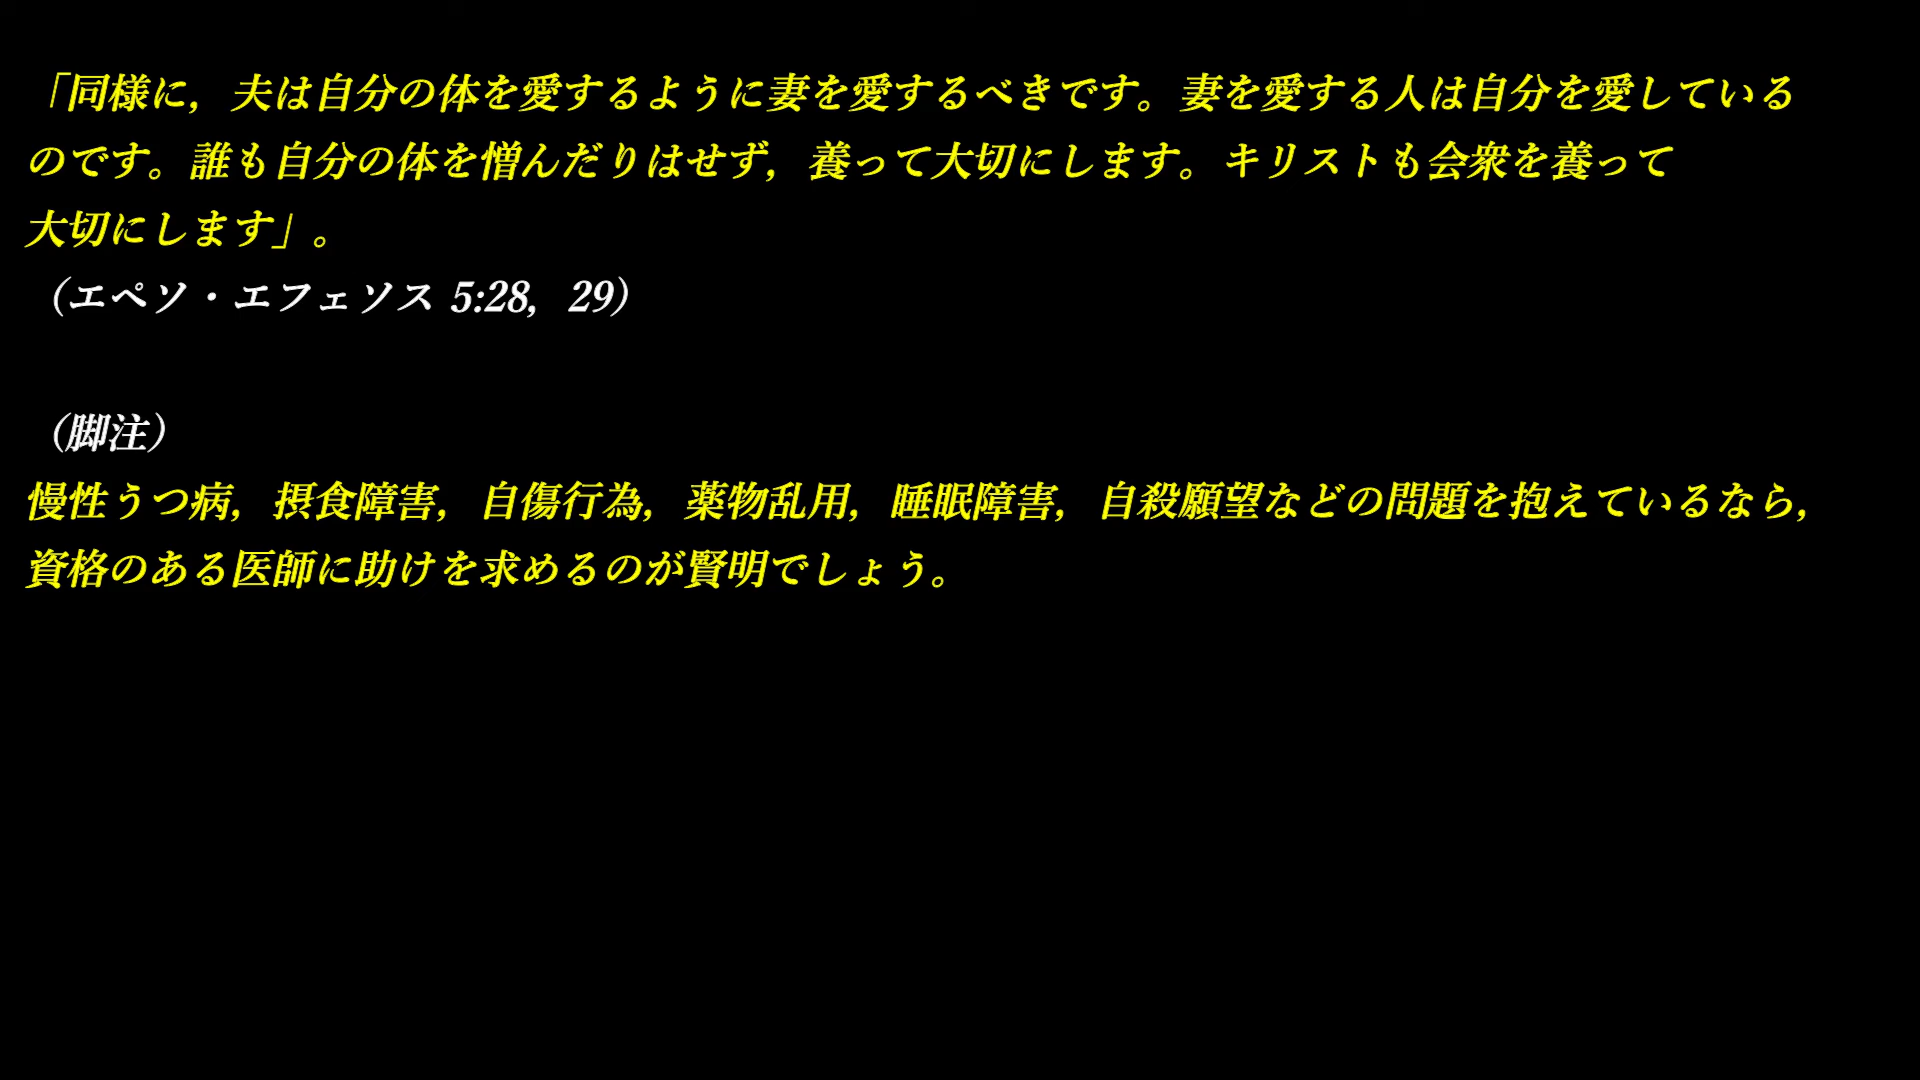 「同様に，夫は自分の体を愛するように妻を愛するべきです。妻を愛する人は自分を愛している
のです。誰も自分の体を憎んだりはせず，養って大切にします。キリストも会衆を養って
大切にします」。
（エペソ・エフェソス 5:28，29）
（脚注）
慢性うつ病，摂食障害，自傷行為，薬物乱用，睡眠障害，自殺願望などの問題を抱えているなら，
資格のある医師に助けを求めるのが賢明でしょう。